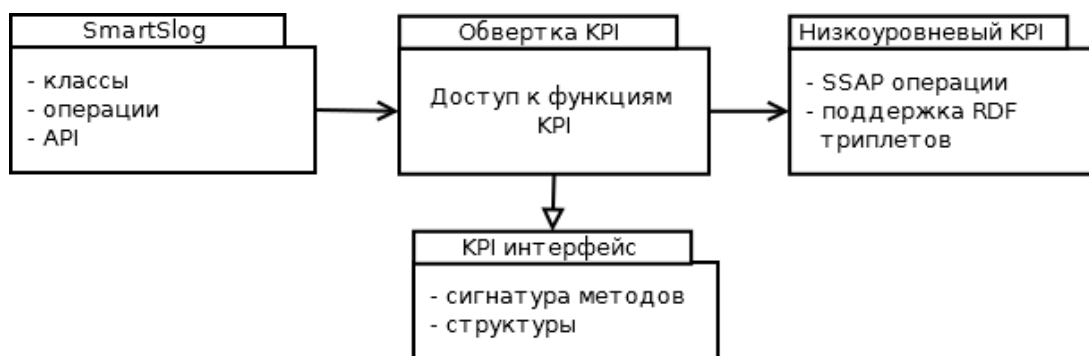 SmartSlog
- классы
- операции
- API
Обвертка KPI
Доступ к функциям
KPI
Низкоуровневый KPI
- SSAP операции
- поддержка RDF
триплетов
KPI интерфейс
- сигнатура методов
- структуры